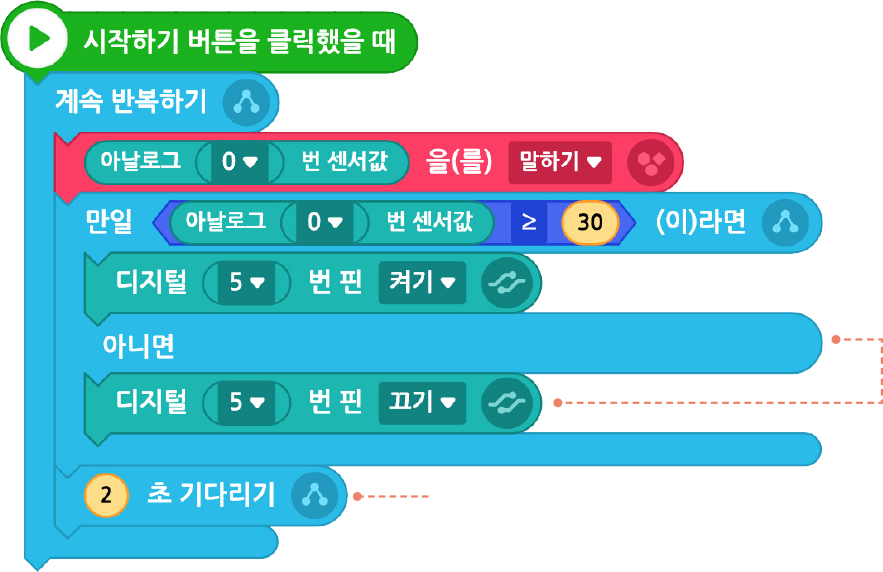 시작하기 버튼을 클릭했을 때
계속 반복하기
아날로그 0 번 센서값 을(를) 말하기
만일 아날로그 0 번 센서값 ≥ 30 (이)라면
디지털 5 번 핀 켜기
아니면
디지털 5 번 핀 끄기
2 초 기다리기